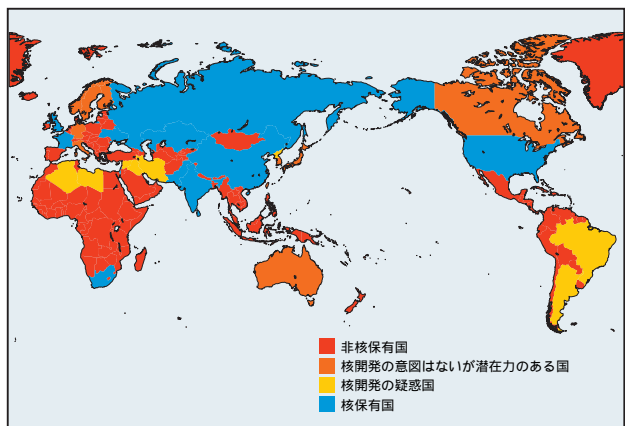 非核保有国
核開発の意図はないが潜在力のある国
核開発の疑惑国
核保有国